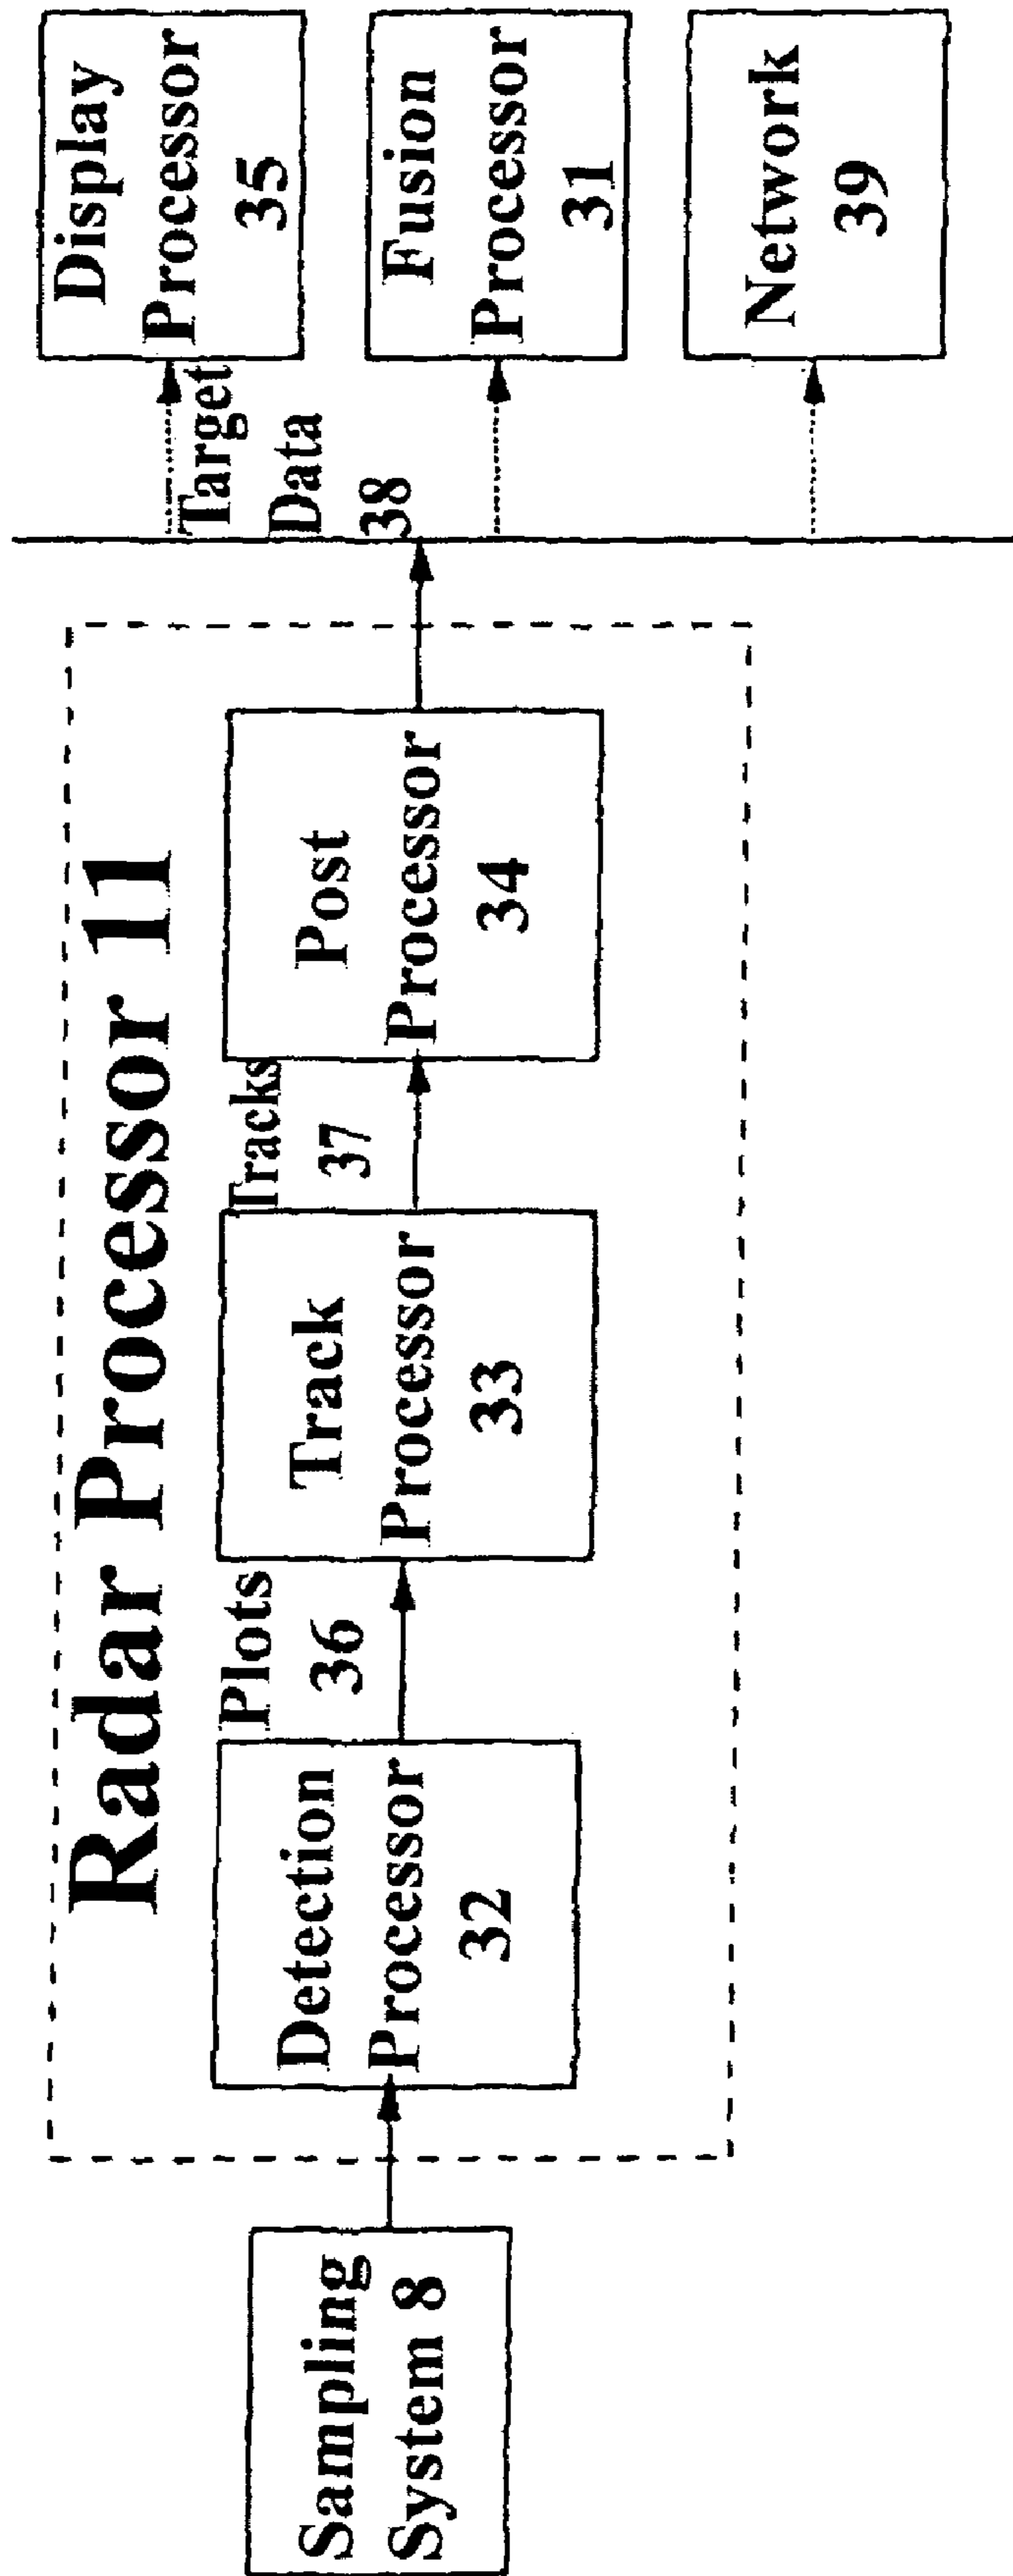 Radar Processor 11
Sampling
System 8
Detection
Processor
32
Plots
36
Track
Processor
33
Tracks
37
Post
Processor
34
Target
Data
38
Display
Processor
35
Fusion
Processor
31
Network
39